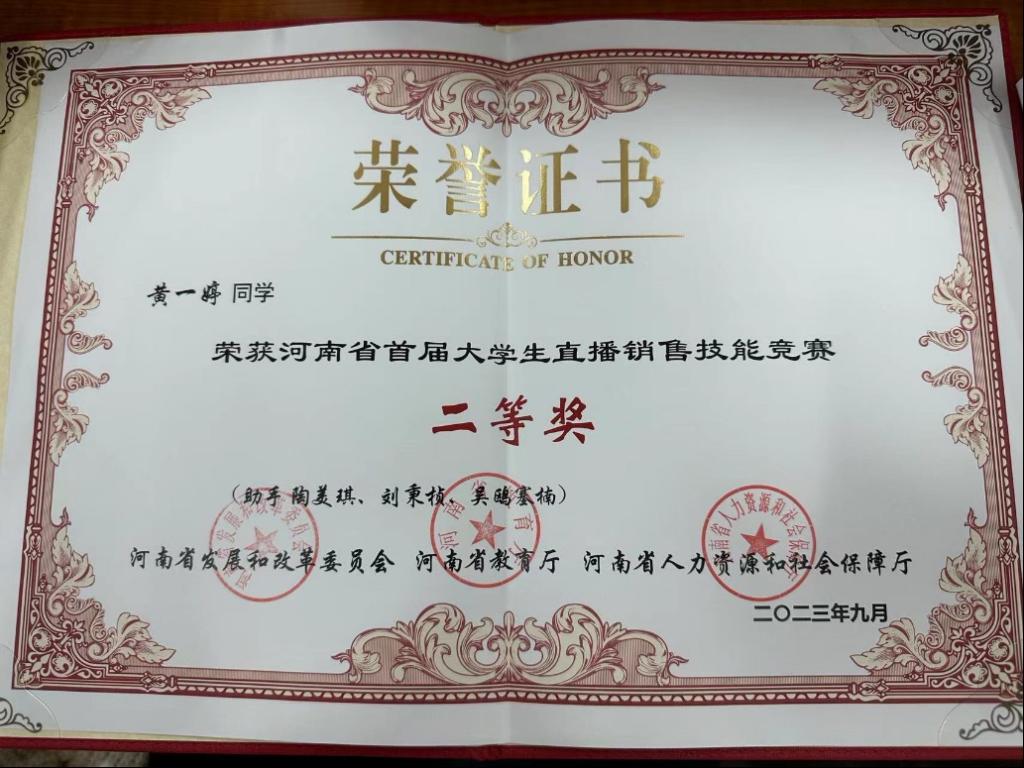 荣誉证书
CERTIFICATE OF HONOR
黄一婷 同学
荣获河南省首届大学生直播销售技能竞赛
二等奖
（助手 陶美琪、刘秉桢、吴鸥塞楠）
河南省发展和改革委员会 河南省教育厅 河南省人力资源和社会保障厅
二〇二三年九月